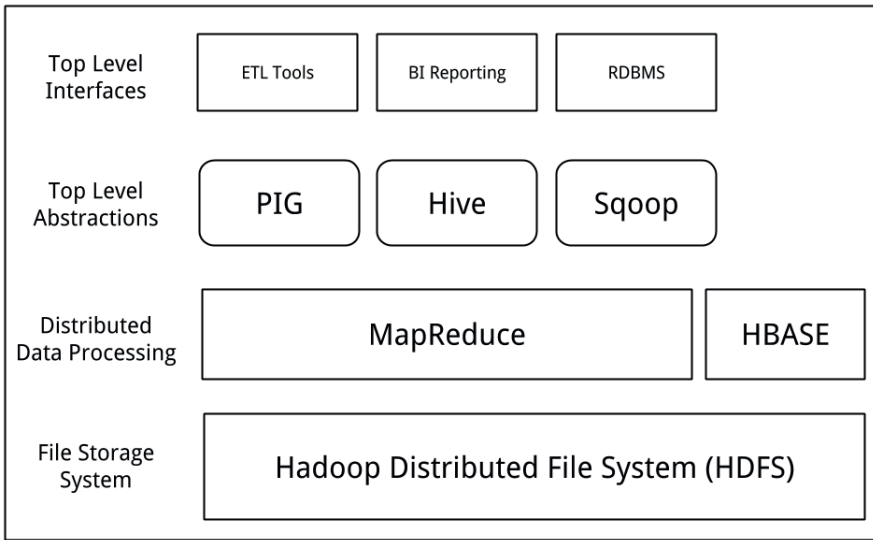 Top Level
Interfaces
ETL Tools
BI Reporting
RDBMS
Top Level
Abstractions
PIG
Hive
Sqoop
Distributed
Data Processing
MapReduce
HBASE
File Storage
System
Hadoop Distributed File System (HDFS)